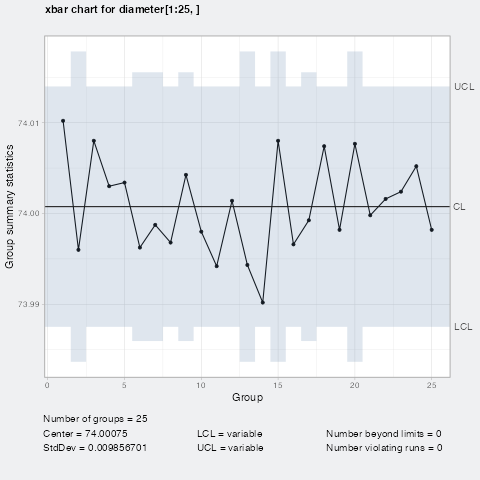 xbar chart for diameter[1:25, ]
UCL
74.01
Group summary statistics
CL
74.00
73.99
LCL
0 5 10 15 20 25
Group
Number of groups = 25
Center = 74.00075 LCL = variable Number beyond limits = 0
StdDev = 0.009856701 UCL = variable Number violating runs = 0